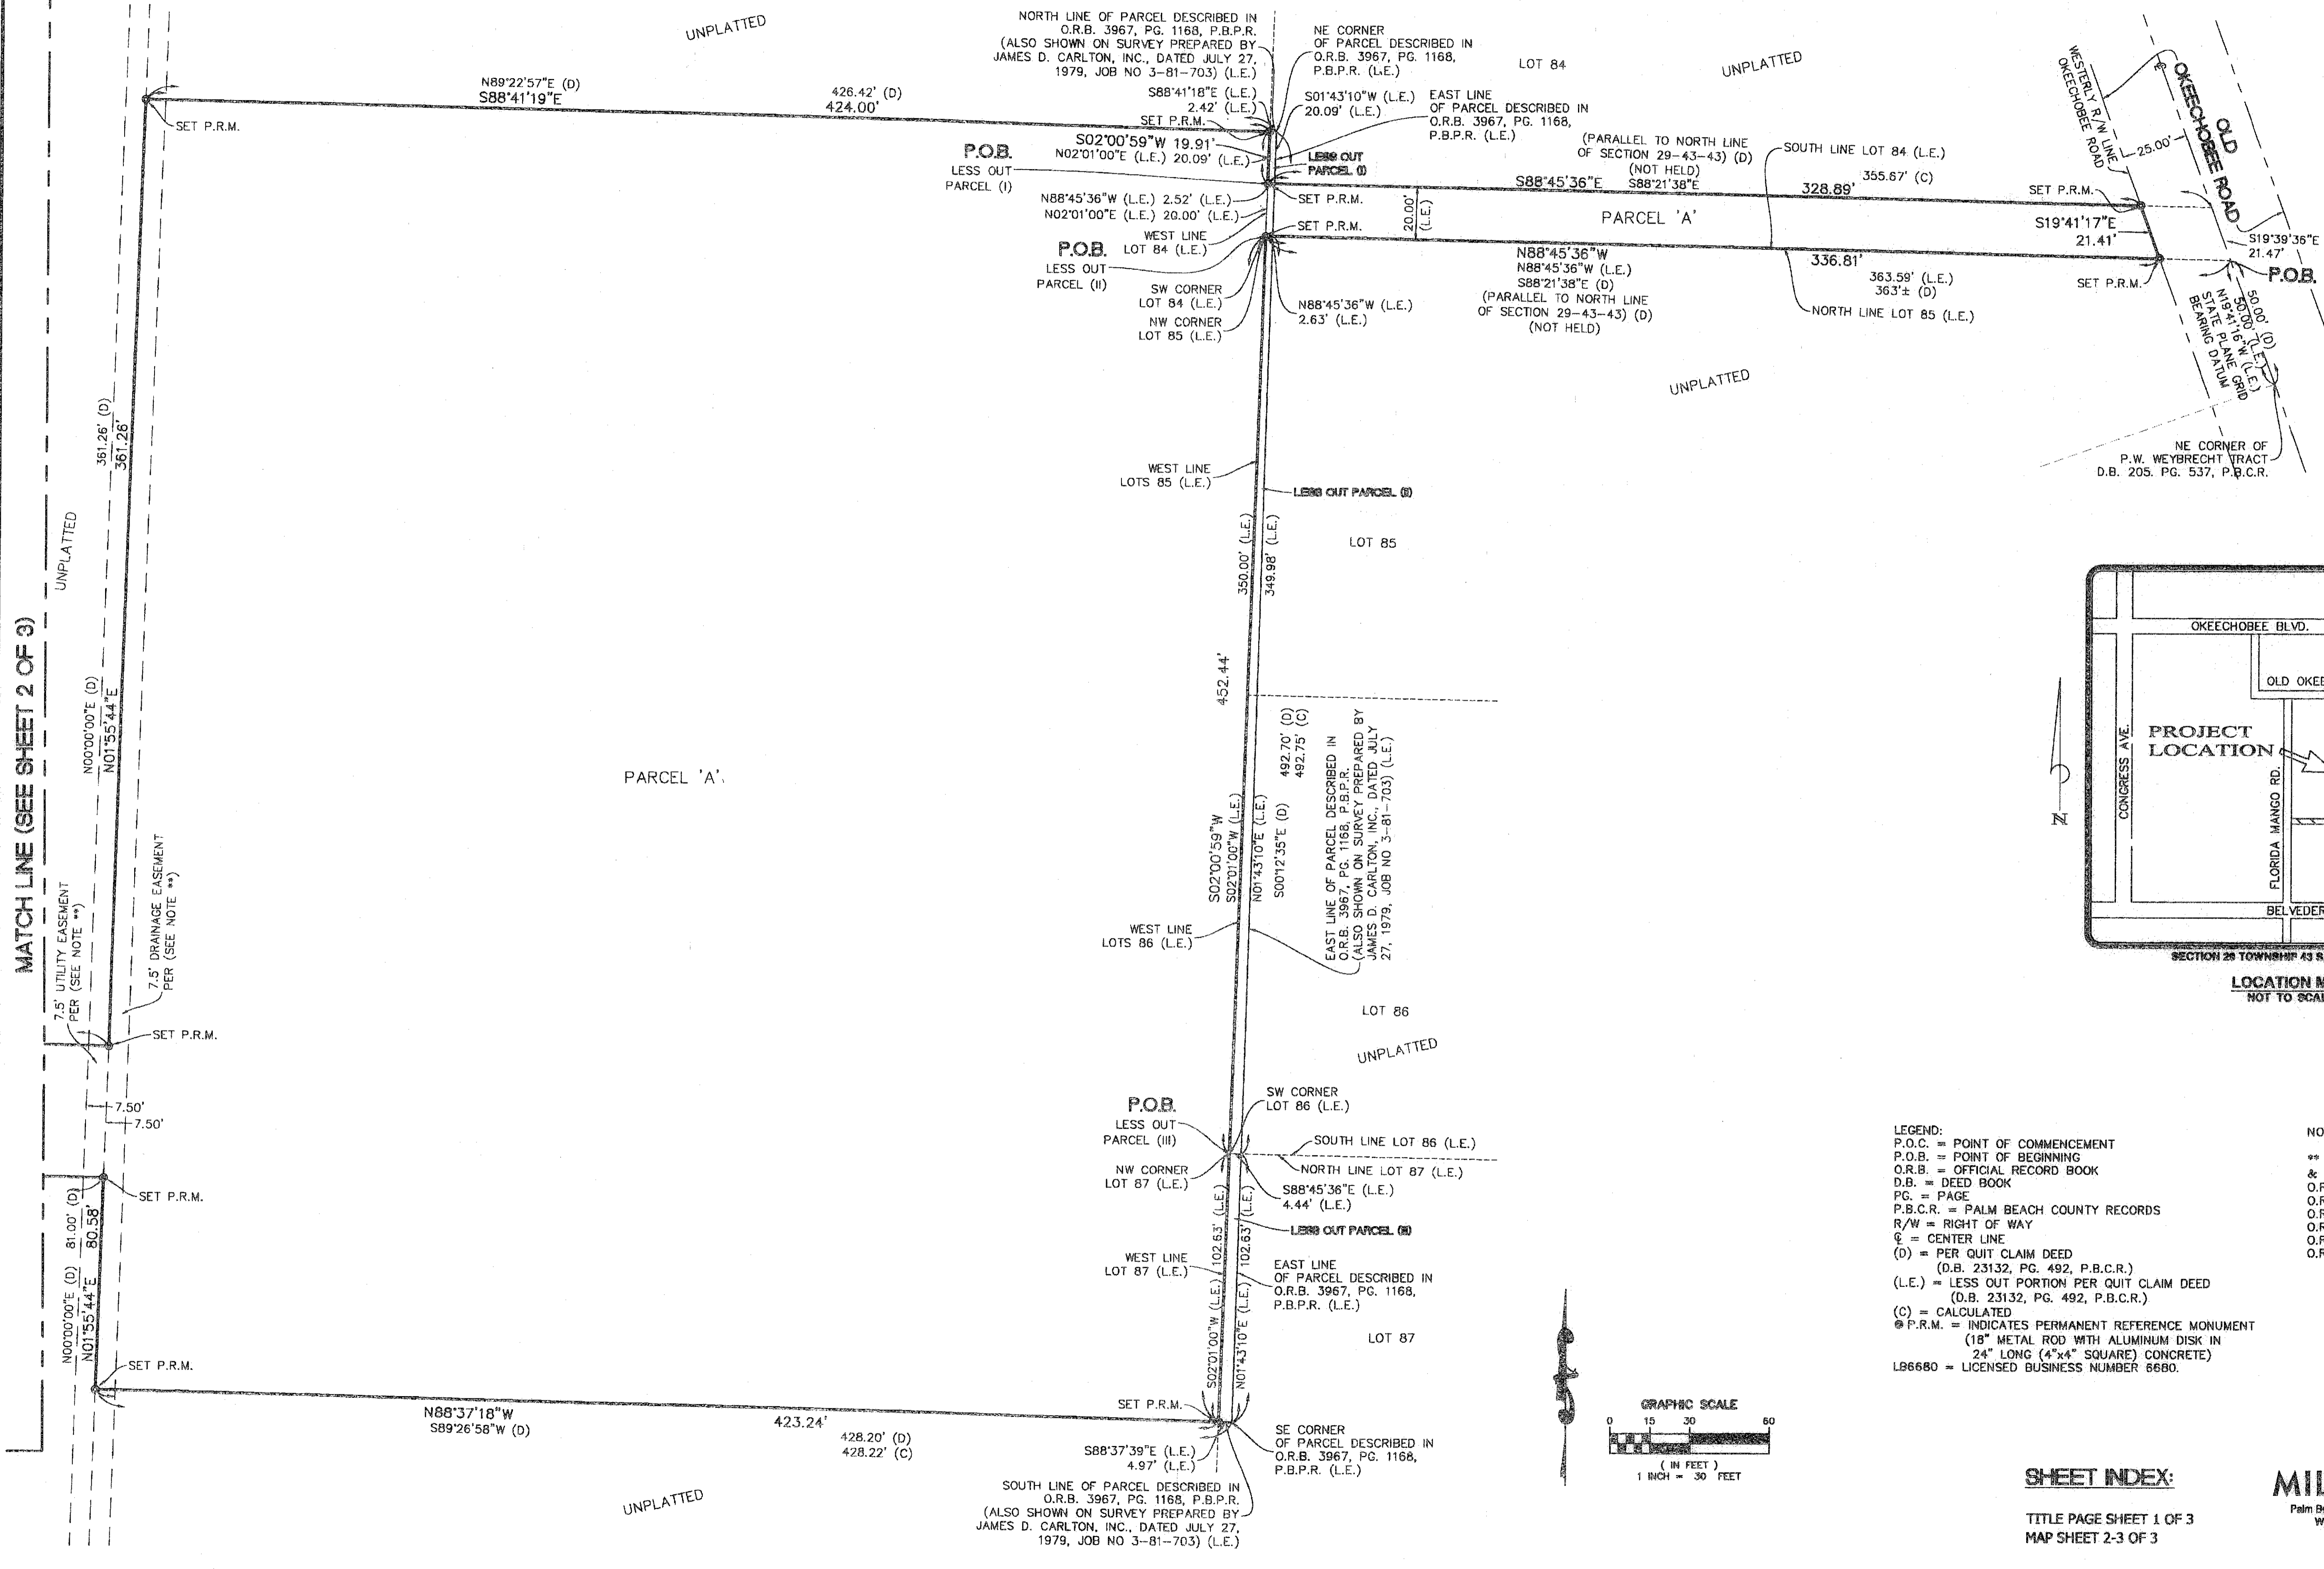 UNPLATTED
NORTH LINE OF PARCEL DESCRIBED IN
O.R.B. 3967, PG. 1168, P.B.P.R.
(ALSO SHOWN ON SURVEY PREPARED BY
JAMES D. CARLTON, INC., DATED JULY 27,
1979, JOB NO 3-81-703) (L.E.)
NE CORNER
OF PARCEL DESCRIBED IN
O.R.B. 3967, PG. 1168,
P.B.P.R. (L.E.)
LOT 84
UNPLATTED
WESTERLY R/W LINE
OKEECHOBEE ROAD
OLD
OKEECHOBEE ROAD
25.00'
N89°22'57"E (D)
S88°41'19"E
426.42' (D)
424.00'
SET P.R.M.
S88°41'18"E (L.E.)
2.42' (L.E.)
SET P.R.M.
S01°43'10"W (L.E.)
20.09' (L.E.)
EAST LINE
OF PARCEL DESCRIBED IN
O.R.B. 3967, PG. 1168,
P.B.P.R. (L.E.)
S02°00'59"W 19.91'
N02°01'00"E (L.E.) 20.09' (L.E.)
P.O.B.
LESS OUT
PARCEL (I)
LESS OUT
PARCEL (I)
(PARALLEL TO NORTH LINE
OF SECTION 29-43-43) (D)
(NOT HELD)
SOUTH LINE LOT 84 (L.E.)
S88°45'36"E
S88°21'38"E
355.67' (C)
328.89'
SET P.R.M.
N88°45'36"W (L.E.) 2.52' (L.E.)
N02°01'00"E (L.E.) 20.00' (L.E.)
WEST LINE
LOT 84 (L.E.)
SET P.R.M.
SET P.R.M.
20.00'
(L.E.)
PARCEL 'A'
S19°41'17"E
21.41'
S19°39'36"E
21.47'
P.O.B.
P.O.B.
LESS OUT
PARCEL (II)
SW CORNER
LOT 84 (L.E.)
NW CORNER
LOT 85 (L.E.)
N88°45'36"W (L.E.)
2.63' (L.E.)
N88°45'36"W
N88°45'36"W (L.E.)
S88°21'38"E (D)
(PARALLEL TO NORTH LINE
OF SECTION 29-43-43) (D)
(NOT HELD)
336.81'
363.59' (L.E.)
363'± (D)
NORTH LINE LOT 85 (L.E.)
SET P.R.M.
50.00' (D)
50.00' (L.E.)
N19°41'16"W (L.E.)
STATE PLANE GRID
BEARING DATUM
NE CORNER OF
P.W. WEYBRECHT TRACT
D.B. 205. PG. 537, P.B.C.R.
UNPLATTED
361.26' (D)
361.26'
UNPLATTED
WEST LINE
LOTS 85 (L.E.)
LESS OUT PARCEL (II)
350.00' (L.E.)
349.98' (L.E.)
LOT 85
MATCH LINE (SEE SHEET 2 OF 3)
N00°00'00"E (D)
N01°55'44"E
452.44'
492.70' (D)
492.75' (C)
PARCEL 'A'
EAST LINE OF PARCEL DESCRIBED IN
O.R.B. 3967, PG. 1168, P.B.P.R.
(ALSO SHOWN ON SURVEY PREPARED BY
JAMES D. CARLTON, INC., DATED JULY
27, 1979, JOB NO 3-81-703) (L.E.)
S02°00'59"W
S02°01'00"W (L.E.)
N01°43'10"E (L.E.)
S00°12'35"E (D)
OKEECHOBEE BLVD.
OLD OKEE
CONGRESS AVE.
PROJECT
LOCATION
FLORIDA MANGO RD.
BELVEDER
N
SECTION 29 TOWNSHIP 43 S
LOCATION M
NOT TO SCAL
7.5' UTILITY EASEMENT
PER (SEE NOTE **)
7.5' DRAINAGE EASEMENT
PER (SEE NOTE **)
WEST LINE
LOTS 86 (L.E.)
LOT 86
UNPLATTED
SET P.R.M.
7.50'
7.50'
SET P.R.M.
P.O.B.
LESS OUT
PARCEL (III)
SW CORNER
LOT 86 (L.E.)
SOUTH LINE LOT 86 (L.E.)
NORTH LINE LOT 87 (L.E.)
NW CORNER
LOT 87 (L.E.)
S88°45'36"E (L.E.)
4.44' (L.E.)
LESS OUT PARCEL (III)
N00°00'00"E (D) 81.00' (D)
N01°55'44"E 80.58'
WEST LINE
LOT 87 (L.E.)
S02°01'00"W (L.E.) 102.63' (L.E.)
N01°43'10"E (L.E.) 102.63' (L.E.)
EAST LINE
OF PARCEL DESCRIBED IN
O.R.B. 3967, PG. 1168,
P.B.P.R. (L.E.)
LOT 87
SET P.R.M.
N88°37'18"W
S89°26'58"W (D)
423.24'
428.20' (D)
428.22' (C)
SET P.R.M.
S88°37'39"E (L.E.)
4.97' (L.E.)
SE CORNER
OF PARCEL DESCRIBED IN
O.R.B. 3967, PG. 1168,
P.B.P.R. (L.E.)
SOUTH LINE OF PARCEL DESCRIBED IN
O.R.B. 3967, PG. 1168, P.B.P.R.
(ALSO SHOWN ON SURVEY PREPARED BY
JAMES D. CARLTON, INC., DATED JULY 27,
1979, JOB NO 3-81-703) (L.E.)
UNPLATTED
LEGEND:
P.O.C. = POINT OF COMMENCEMENT
P.O.B. = POINT OF BEGINNING
O.R.B. = OFFICIAL RECORD BOOK
D.B. = DEED BOOK
PG. = PAGE
P.B.C.R. = PALM BEACH COUNTY RECORDS
R/W = RIGHT OF WAY
℄ = CENTER LINE
(D) = PER QUIT CLAIM DEED
(D.B. 23132, PG. 492, P.B.C.R.)
(L.E.) = LESS OUT PORTION PER QUIT CLAIM DEED
(D.B. 23132, PG. 492, P.B.C.R.)
(C) = CALCULATED
P.R.M. = INDICATES PERMANENT REFERENCE MONUMENT
(18" METAL ROD WITH ALUMINUM DISK IN
24" LONG (4"x4" SQUARE) CONCRETE)
LB6680 = LICENSED BUSINESS NUMBER 6680.
NO
**
&
O.R
O.R
O.R
O.R
O.R
O.R
GRAPHIC SCALE
0 15 30 60
( IN FEET )
1 INCH = 30 FEET
SHEET INDEX:
TITLE PAGE SHEET 1 OF 3
MAP SHEET 2-3 OF 3
MIL
Palm B
W